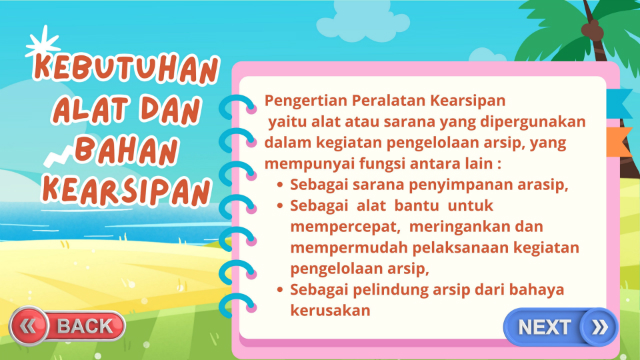 KEBUTUHAN
ALAT DAN
BAHAN
KEARSIPAN
Pengertian Peralatan Kearsipan
yaitu alat atau sarana yang dipergunakan
dalam kegiatan pengelolaan arsip, yang
mempunyai fungsi antara lain :
• Sebagai sarana penyimpanan arasip,
• Sebagai alat bantu untuk
mempercepat, meringankan dan
mempermudah pelaksanaan kegiatan
pengelolaan arsip,
• Sebagai pelindung arsip dari bahaya
kerusakan
BACK
NEXT